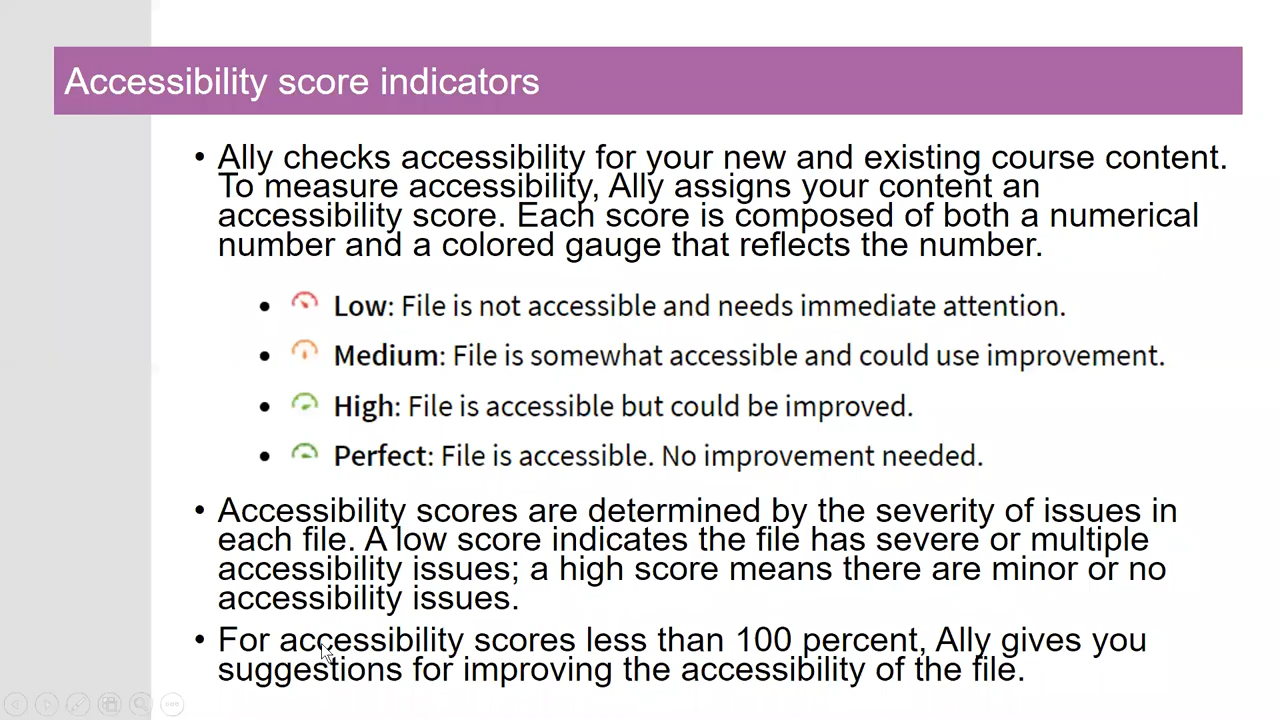 Accessibility score indicators
• Ally checks accessibility for your new and existing course content.
To measure accessibility, Ally assigns your content an
accessibility score. Each score is composed of both a numerical
number and a colored gauge that reflects the number.
• Low: File is not accessible and needs immediate attention.
• Medium: File is somewhat accessible and could use improvement.
• High: File is accessible but could be improved.
• Perfect: File is accessible. No improvement needed.
• Accessibility scores are determined by the severity of issues in
each file. A low score indicates the file has severe or multiple
accessibility issues; a high score means there are minor or no
accessibility issues.
• For accessibility scores less than 100 percent, Ally gives you
suggestions for improving the accessibility of the file.